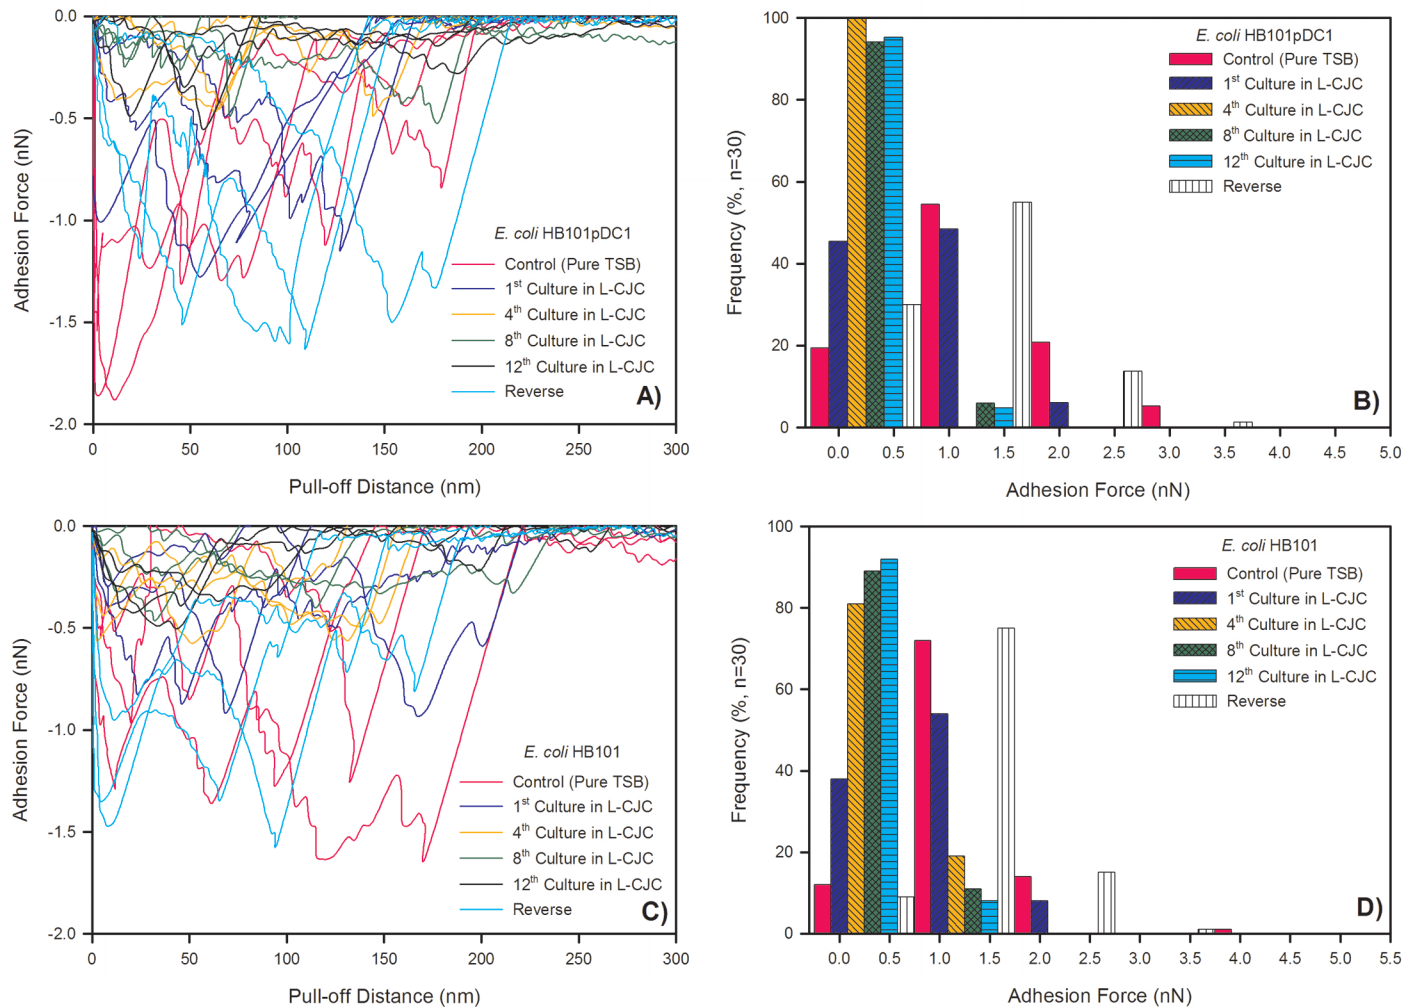 0.0
-0.5
-1.0
-1.5
-2.0
Adhesion Force (nN)
0 50 100 150 200 250 300
Pull-off Distance (nm)
E. coli HB101pDC1
Control (Pure TSB)
1st Culture in L-CJC
4th Culture in L-CJC
8th Culture in L-CJC
12th Culture in L-CJC
Reverse
A)
100
80
60
40
20
0
Frequency (%, n=30)
0.0 0.5 1.0 1.5 2.0 2.5 3.0 3.5 4.0 4.5 5.0
Adhesion Force (nN)
E. coli HB101pDC1
Control (Pure TSB)
1st Culture in L-CJC
4th Culture in L-CJC
8th Culture in L-CJC
12th Culture in L-CJC
Reverse
B)
0.0
-0.5
-1.0
-1.5
-2.0
Adhesion Force (nN)
0 50 100 150 200 250 300
Pull-off Distance (nm)
E. coli HB101
Control (Pure TSB)
1st Culture in L-CJC
4th Culture in L-CJC
8th Culture in L-CJC
12th Culture in L-CJC
Reverse
C)
100
80
60
40
20
0
Frequency (%, n=30)
0.0 0.5 1.0 1.5 2.0 2.5 3.0 3.5 4.0 4.5 5.0 5.5
Adhesion Force (nN)
E. coli HB101
Control (Pure TSB)
1st Culture in L-CJC
4th Culture in L-CJC
8th Culture in L-CJC
12th Culture in L-CJC
Reverse
D)